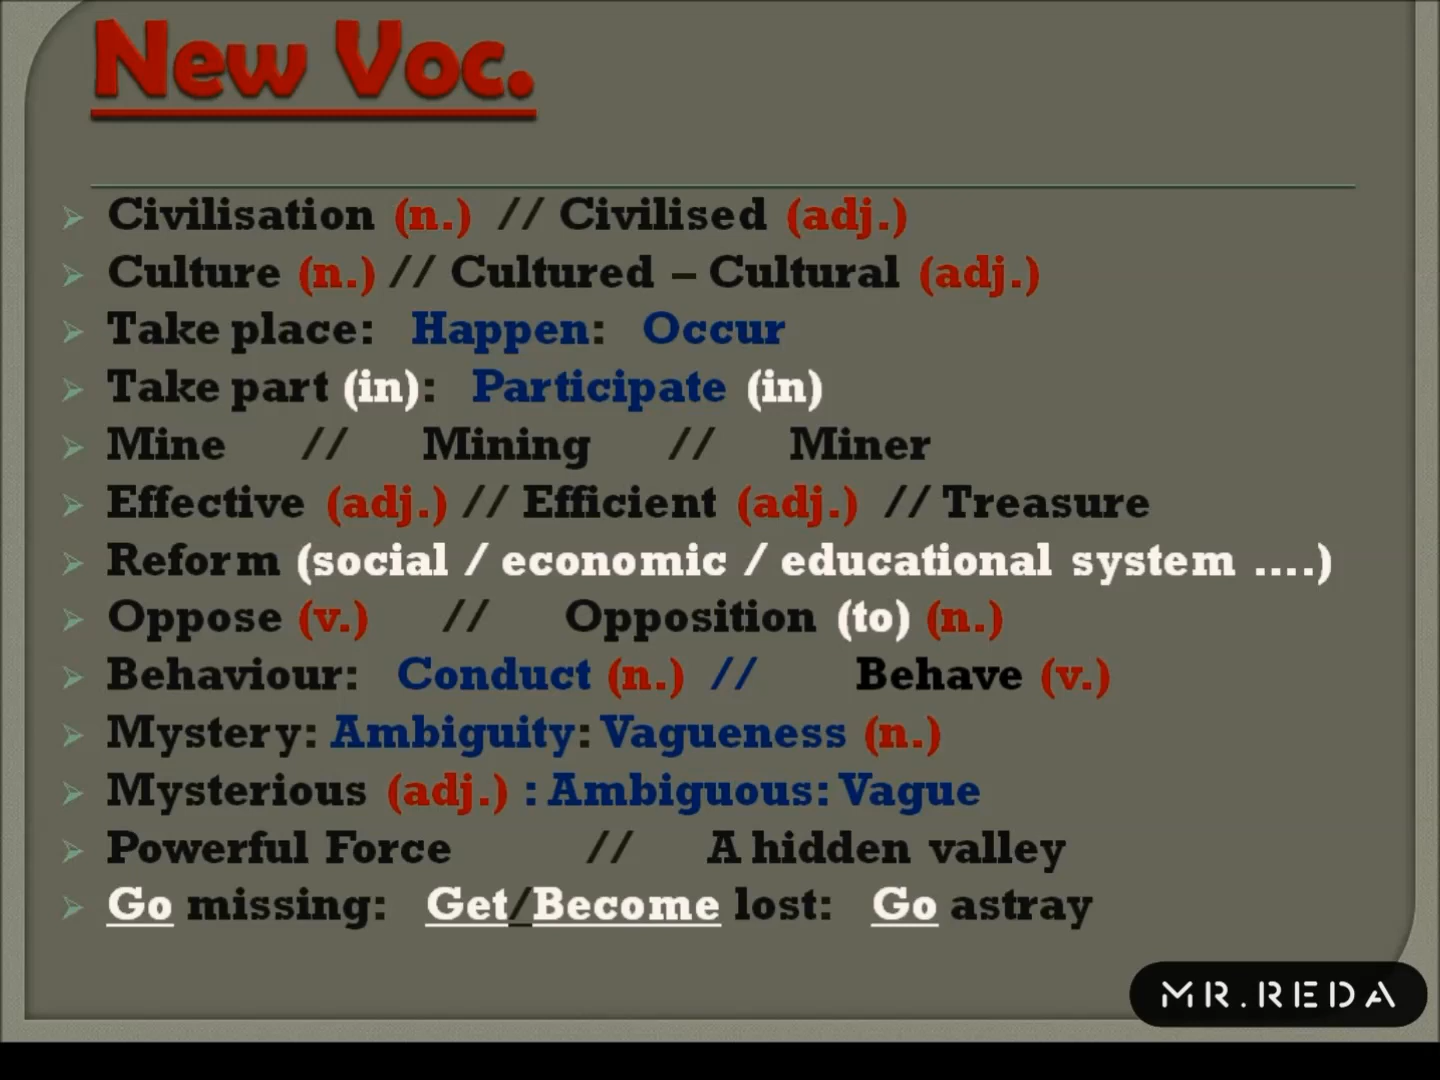 New Voc.
Civilisation (n.) // Civilised (adj.)
Culture (n.) // Cultured – Cultural (adj.)
Take place: Happen: Occur
Take part (in): Participate (in)
Mine // Mining // Miner
Effective (adj.) // Efficient (adj.) // Treasure
Reform (social / economic / educational system ....)
Oppose (v.) // Opposition (to) (n.)
Behaviour: Conduct (n.) // Behave (v.)
Mystery: Ambiguity: Vagueness (n.)
Mysterious (adj.) : Ambiguous: Vague
Powerful Force // A hidden valley
Go missing: Get/Become lost: Go astray
MR.REDA